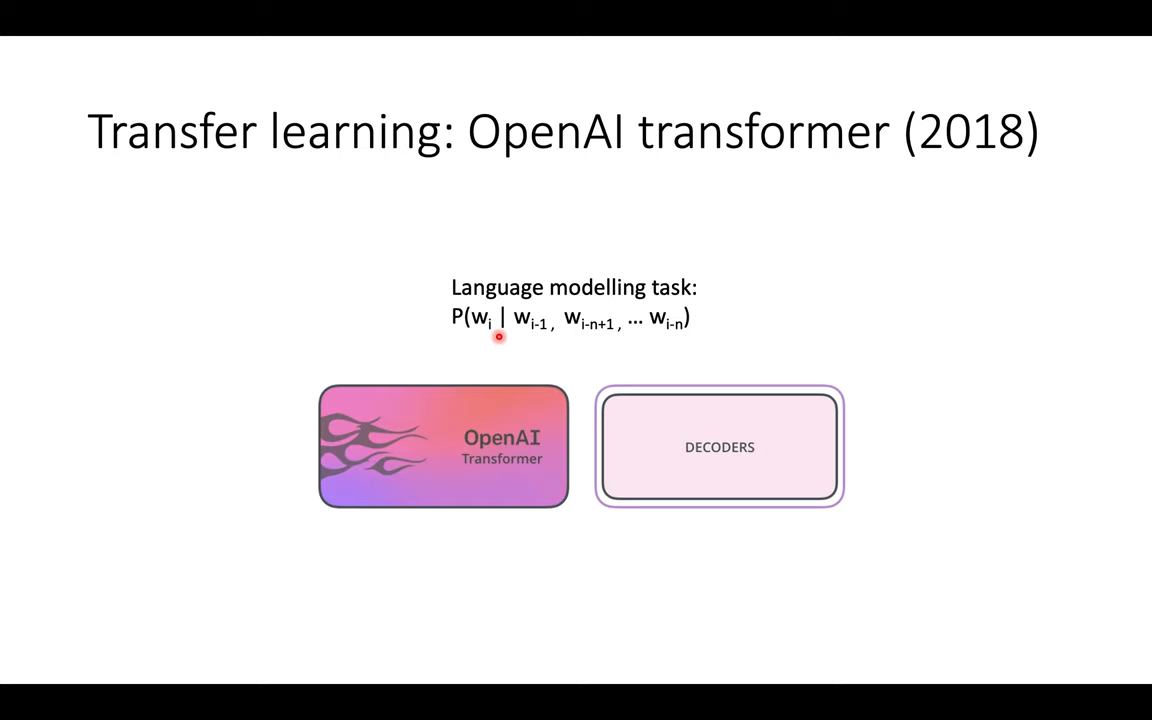 Transfer learning: OpenAI transformer (2018)
Language modelling task:
P(wᵢ | wᵢ₋₁ , wᵢ₋ₙ₊₁ , … wᵢ₋ₙ)
OpenAI
Transformer
DECODERS